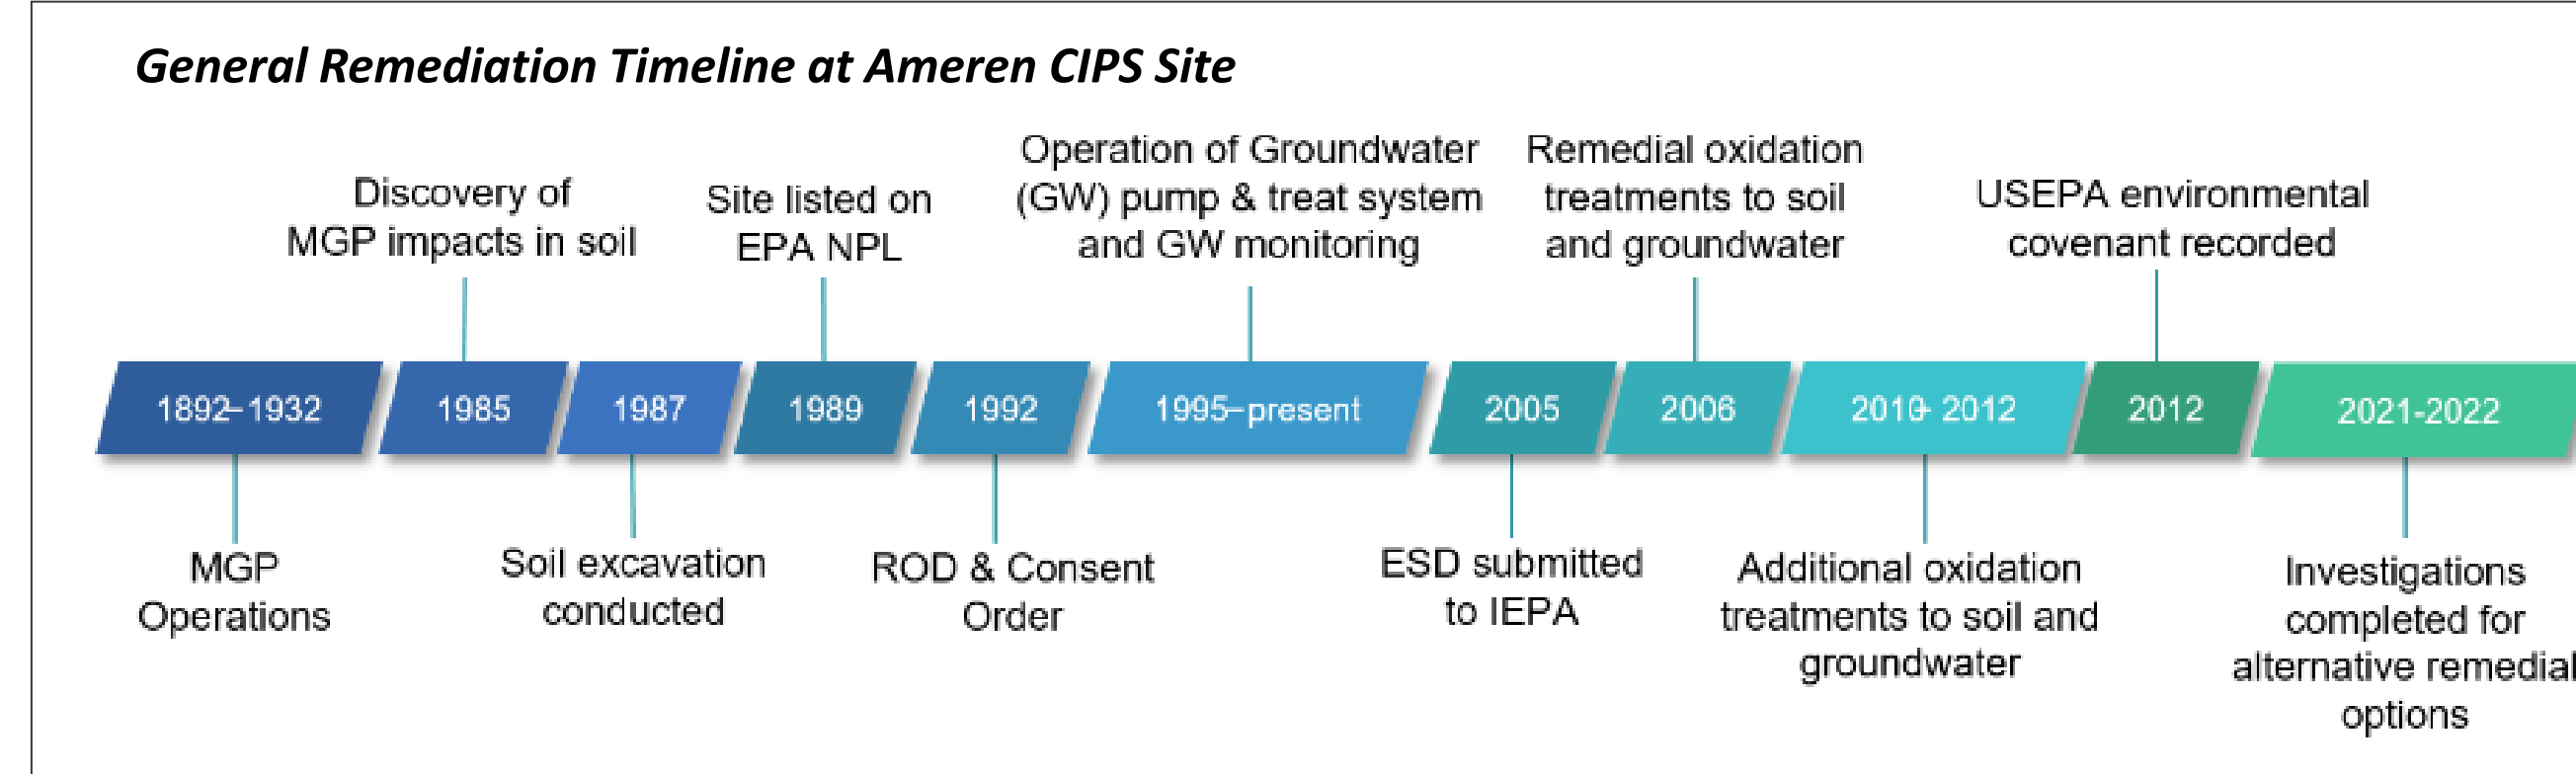 General Remediation Timeline at Ameren CIPS Site
Discovery of
MGP impacts in soil
Site listed on
EPA NPL
Operation of Groundwater
(GW) pump & treat system
and GW monitoring
Remedial oxidation
treatments to soil
and groundwater
USEPA environmental
covenant recorded
1892–1932
1985
1987
1989
1992
1995–present
2005
2006
2010– 2012
2012
2021-2022
MGP
Operations
Soil excavation
conducted
ROD & Consent
Order
ESD submitted
to IEPA
Additional oxidation
treatments to soil and
groundwater
Investigations
completed for
alternative remedial
options